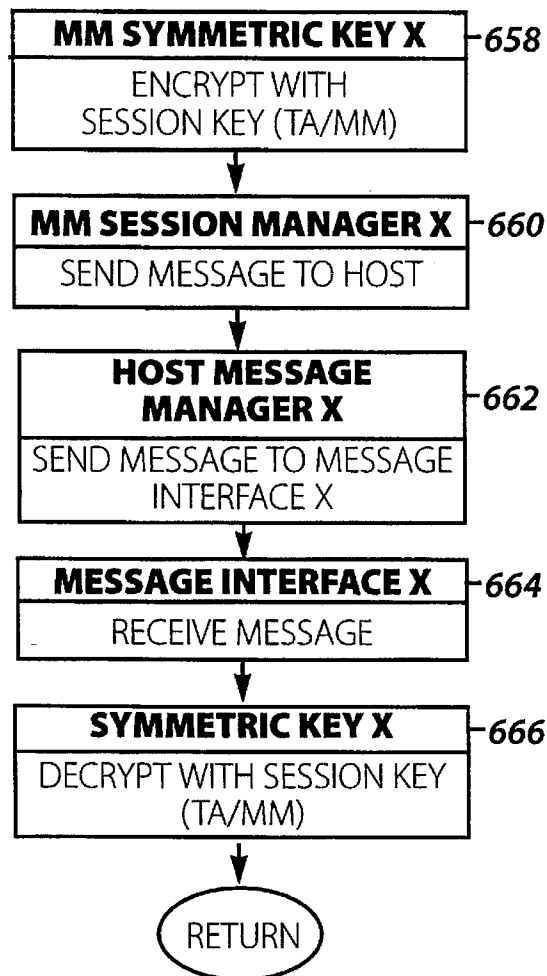 MM SYMMETRIC KEY X
658
ENCRYPT WITH
SESSION KEY (TA/MM)
MM SESSION MANAGER X
660
SEND MESSAGE TO HOST
HOST MESSAGE
MANAGER X
662
SEND MESSAGE TO MESSAGE
INTERFACE X
MESSAGE INTERFACE X
664
RECEIVE MESSAGE
SYMMETRIC KEY X
666
DECRYPT WITH SESSION KEY
(TA/MM)
RETURN